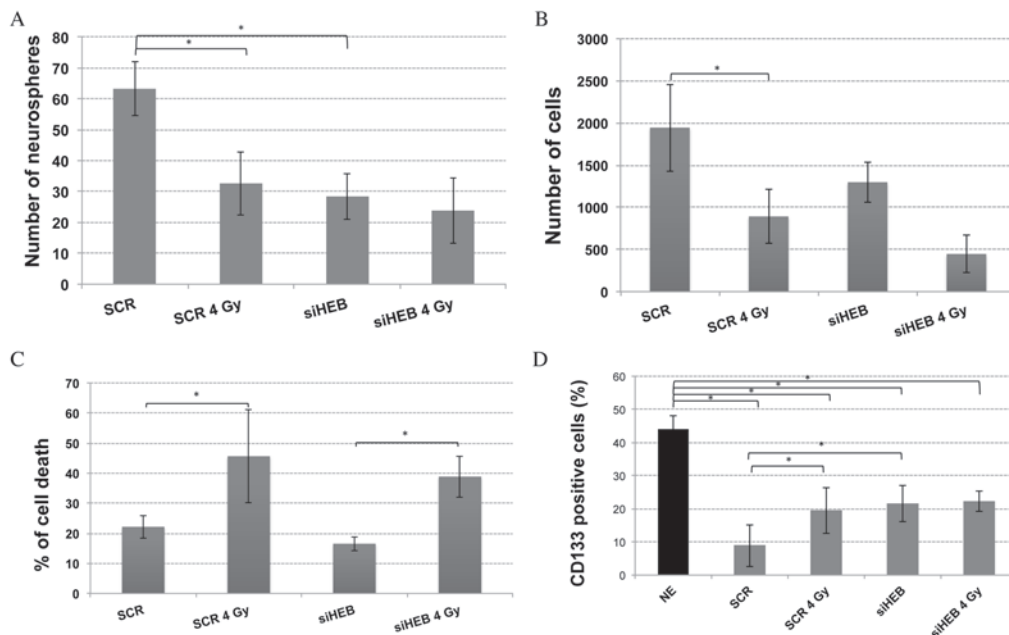 A
Number of neurospheres
80
70
60
50
40
30
20
10
0
*
*
SCR
SCR 4 Gy
siHEB
siHEB 4 Gy
B
Number of cells
3000
2500
2000
1500
1000
500
0
*
SCR
SCR 4 Gy
siHEB
siHEB 4 Gy
C
% of cell death
70
60
50
40
30
20
10
0
*
*
SCR
SCR 4 Gy
siHEB
siHEB 4 Gy
D
CD133 positive cells (%)
60
50
40
30
20
10
0
*
*
*
*
*
*
NE
SCR
SCR 4 Gy
siHEB
siHEB 4 Gy